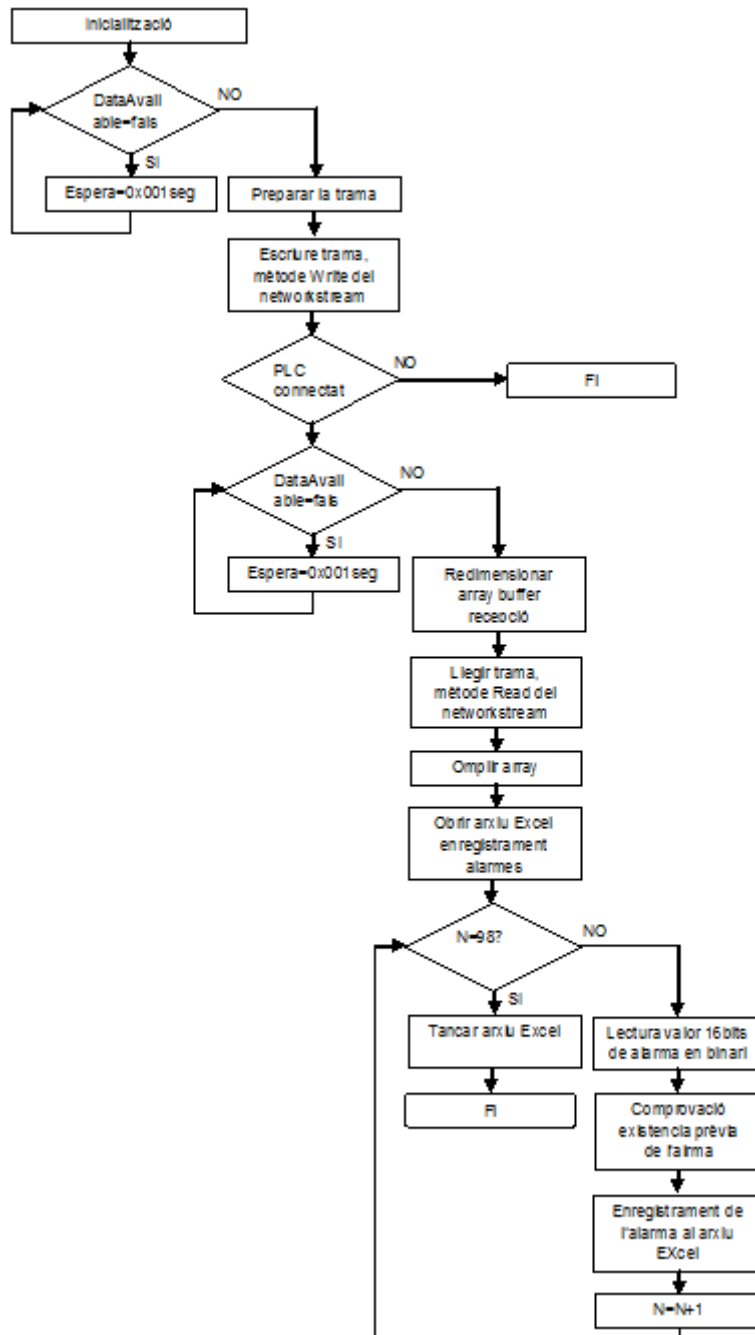 Inicialització
DataAvail
able=fals
NO
SI
Espera=0x001seg
Preparar la trama
Escriure trama,
mètode Write del
networkstream
PLC
connectat
NO
FI
DataAvail
able=fals
NO
SI
Espera=0x001seg
Redimensionar
array buffer
recepció
Llegir trama,
mètode Read del
networkstream
Omplir array
Obrir arxiu Excel
enregistrament
alarmes
N=98?
NO
SI
Tancar arxiu Excel
FI
Lectura valor 16bits
de alarma en binari
Comprovació
existencia prèvia
de
Enregistrament de
l'alarma al arxiu
EXcel
N=N+1